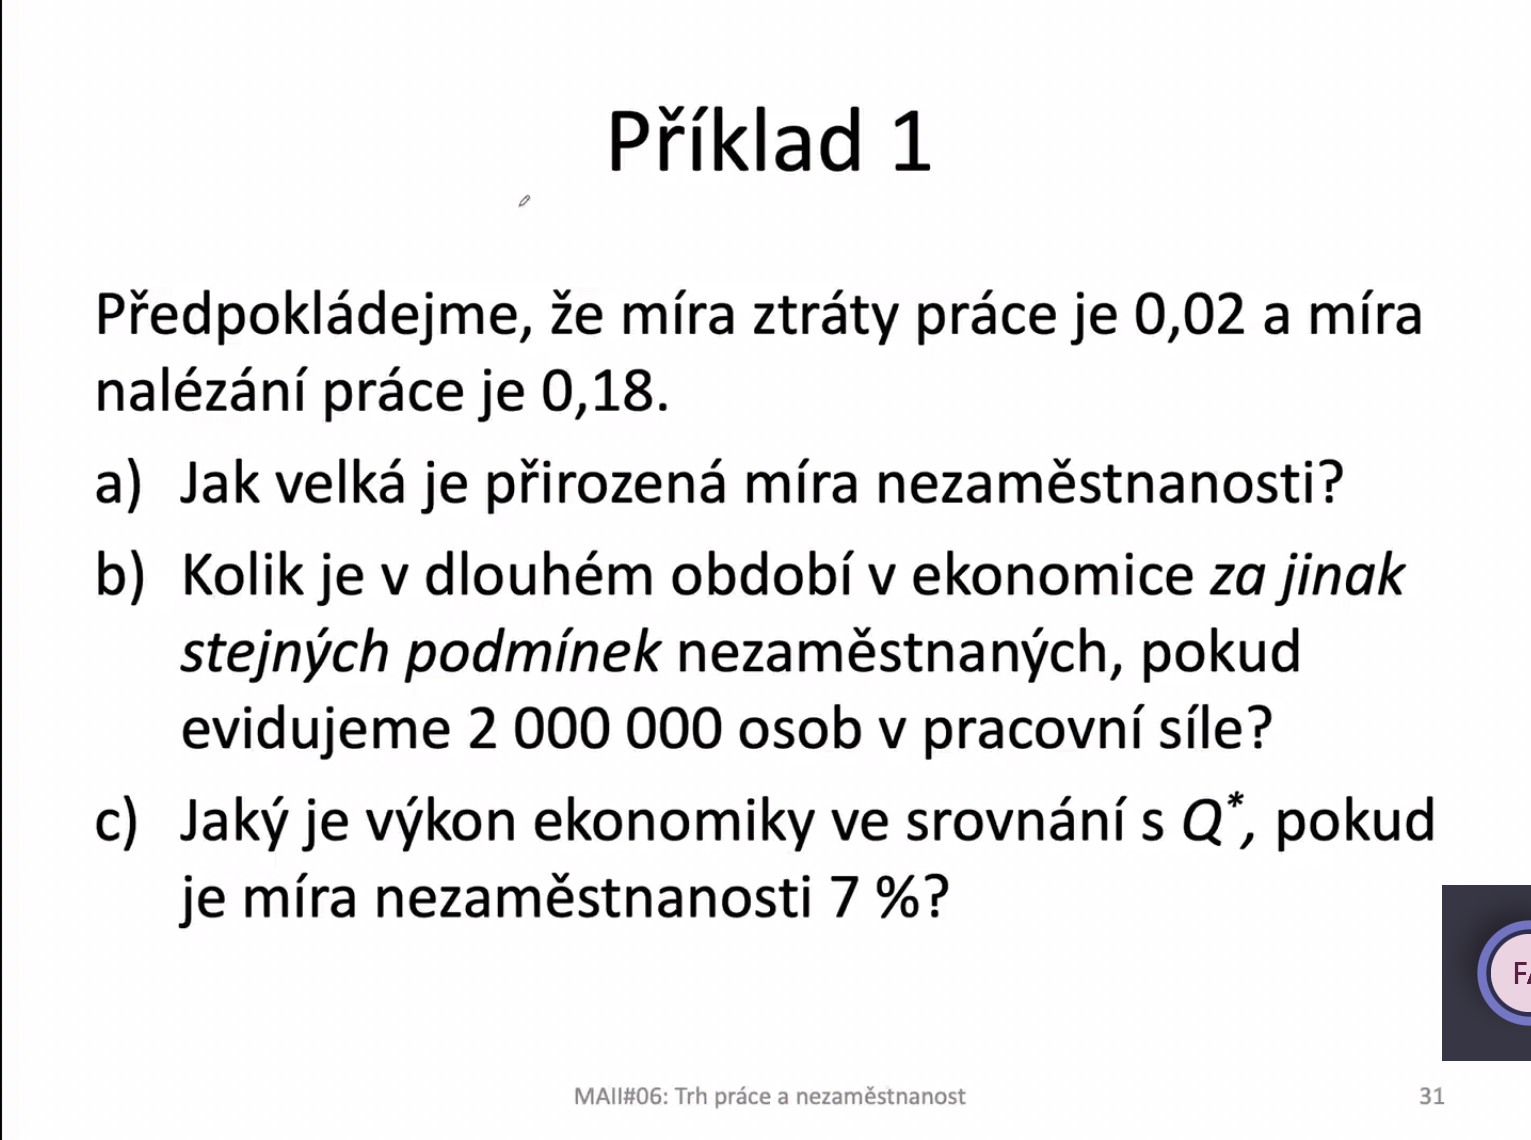 Příklad 1
Předpokládejme, že míra ztráty práce je 0,02 a míra
nalézání práce je 0,18.
a) Jak velká je přirozená míra nezaměstnanosti?
b) Kolik je v dlouhém období v ekonomice za jinak
stejných podmínek nezaměstnaných, pokud
evidujeme 2 000 000 osob v pracovní síle?
c) Jaký je výkon ekonomiky ve srovnání s Q*, pokud
je míra nezaměstnanosti 7 %?
MAII#06: Trh práce a nezaměstnanost
31